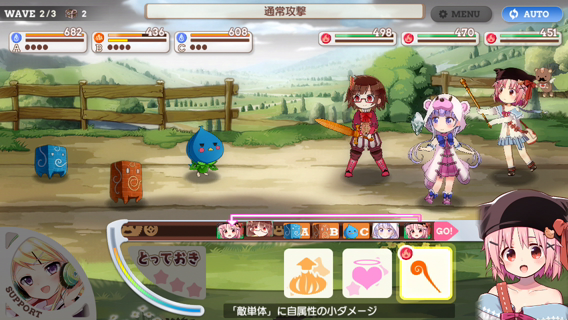 WAVE 2/3 2
通常攻撃
MENU
AUTO
682
436
608
A
B
C
498
470
451
A
B
C
GO!
とっておき
SUPPORT
「敵単体」に自属性の小ダメージ